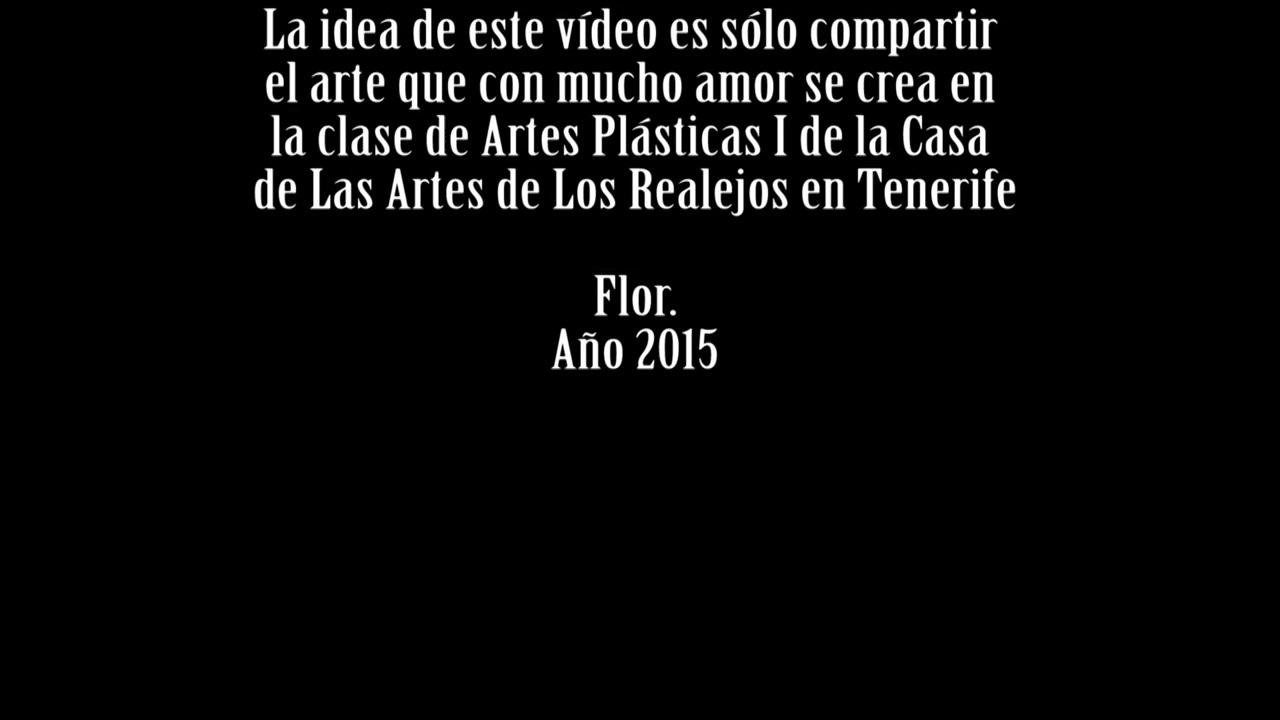 La idea de este vídeo es sólo compartir
el arte que con mucho amor se crea en
la clase de Artes Plásticas I de la Casa
de Las Artes de Los Realejos en Tenerife
Flor.
Año 2015